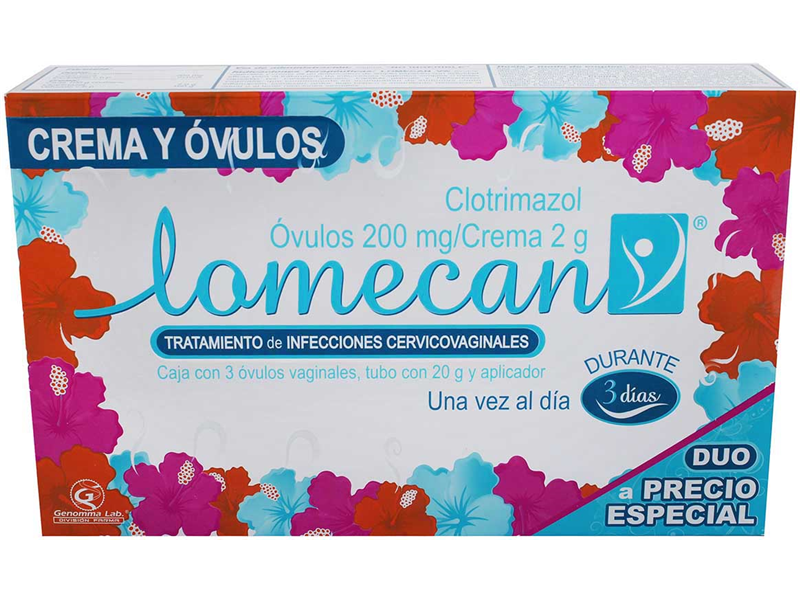 CREMA Y ÓVULOS
Clotrimazol
Óvulos 200 mg/Crema 2 g
lomecan V ®
TRATAMIENTO de INFECCIONES CERVICOVAGINALES
Caja con 3 óvulos vaginales, tubo con 20 g y aplicador
Una vez al día
DURANTE
3 días
DUO
a PRECIO
ESPECIAL
Genomma Lab.®
DIVISIÓN FARMA